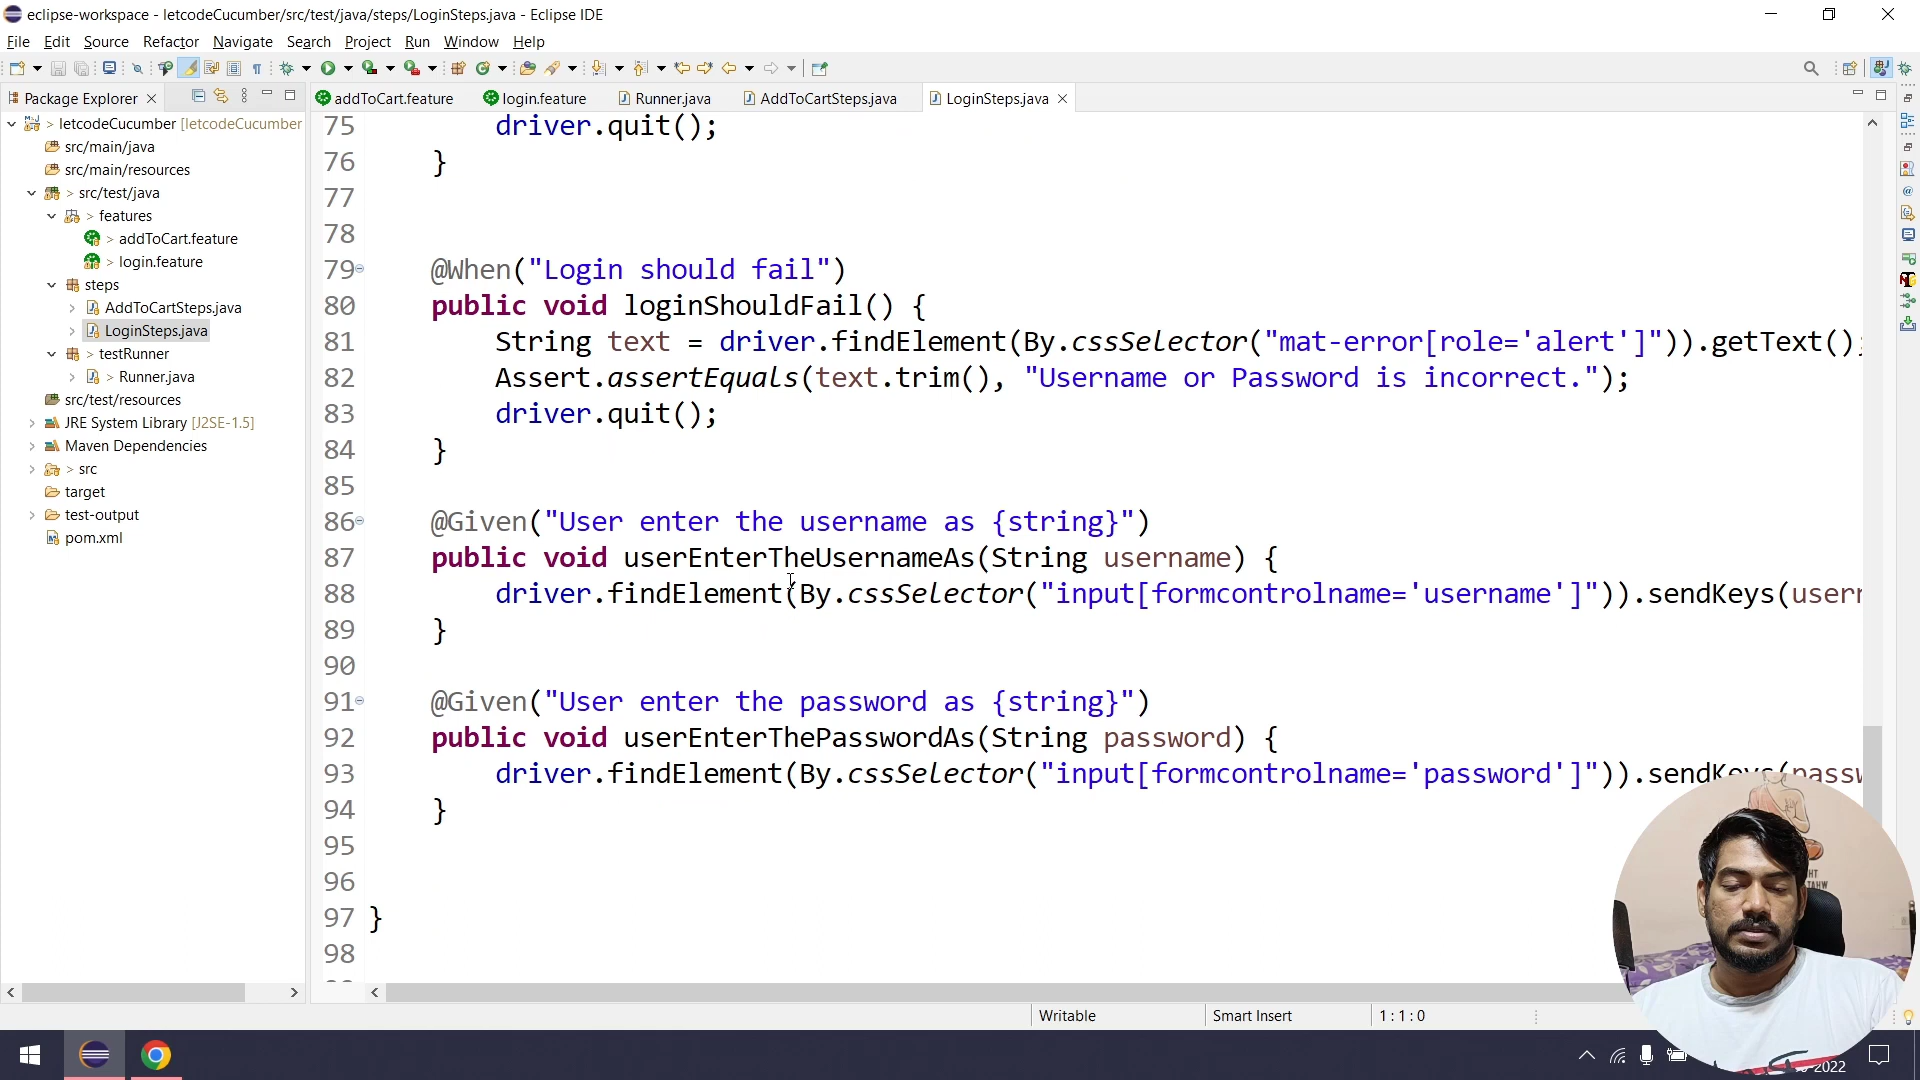 eclipse-workspace - letcodeCucumber/src/test/java/steps/LoginSteps.java - Eclipse IDE
File Edit Source Refactor Navigate Search Project Run Window Help
Package Explorer
addToCart.feature login.feature Runner.java AddToCartSteps.java LoginSteps.java
> letcodeCucumber [letcodeCucumber
src/main/java
src/main/resources
> src/test/java
> features
> addToCart.feature
> login.feature
steps
AddToCartSteps.java
LoginSteps.java
> testRunner
> Runner.java
src/test/resources
JRE System Library [J2SE-1.5]
Maven Dependencies
> src
target
test-output
pom.xml
75 driver.quit();
76 }
77
78
79 @When("Login should fail")
80 public void loginShouldFail() {
81 String text = driver.findElement(By.cssSelector("mat-error[role='alert']")).getText();
82 Assert.assertEquals(text.trim(), "Username or Password is incorrect.");
83 driver.quit();
84 }
85
86 @Given("User enter the username as {string}")
87 public void userEnterTheUsernameAs(String username) {
88 driver.findElement(By.cssSelector("input[formcontrolname='username']")).sendKeys(usern
89 }
90
91 @Given("User enter the password as {string}")
92 public void userEnterThePasswordAs(String password) {
93 driver.findElement(By.cssSelector("input[formcontrolname='password']")).sendKeys(passw
94 }
95
96
97 }
98
Writable Smart Insert 1 : 1 : 0